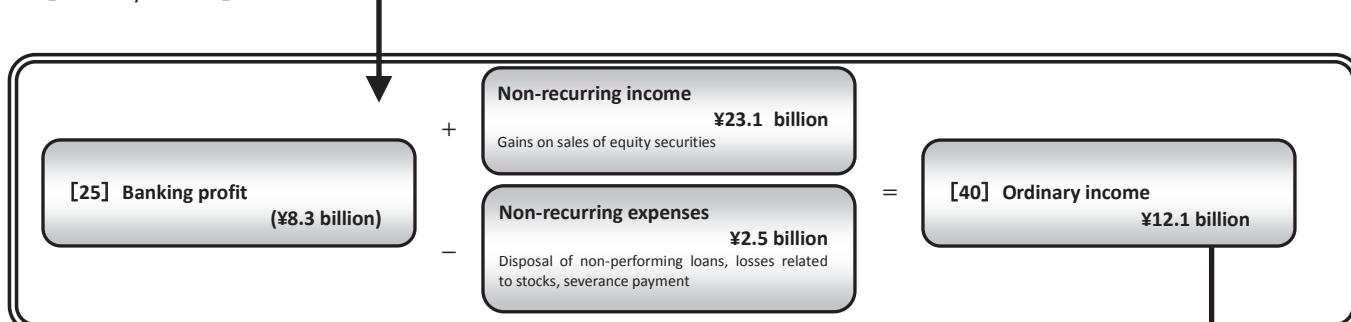 +
Non-recurring income
¥23.1 billion
Gains on sales of equity securities
[25] Banking profit
(¥8.3 billion)
=
[40] Ordinary income
¥12.1 billion
−
Non-recurring expenses
¥2.5 billion
Disposal of non-performing loans, losses related
to stocks, severance payment